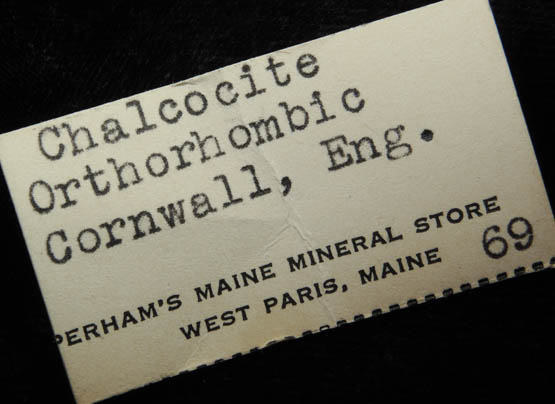 Chalcocite
Orthorhombic
Cornwall, Eng.
PERHAM'S MAINE MINERAL STORE
WEST PARIS, MAINE
69